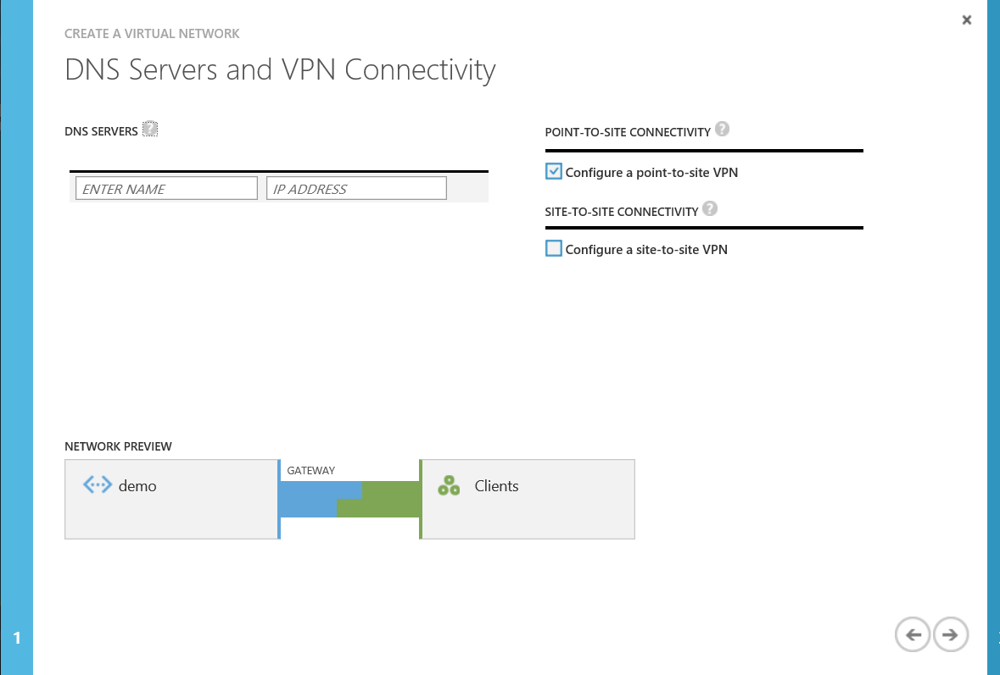 CREATE A VIRTUAL NETWORK
DNS Servers and VPN Connectivity
DNS SERVERS ?
ENTER NAME
IP ADDRESS
POINT-TO-SITE CONNECTIVITY ?
Configure a point-to-site VPN
SITE-TO-SITE CONNECTIVITY ?
Configure a site-to-site VPN
NETWORK PREVIEW
demo
GATEWAY
Clients
1